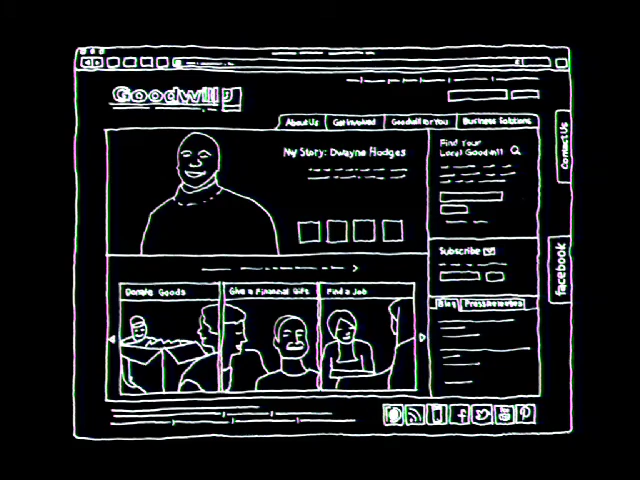 Goodwill
About Us
Get Involved
Goodwill for You
Business Solutions
My Story: Dwayne Hodges
Find Your
Local Goodwill
Contact Us
Subscribe
facebook
Donate Goods
Give a Financial Gift
Find a Job
Blog
Press Releases